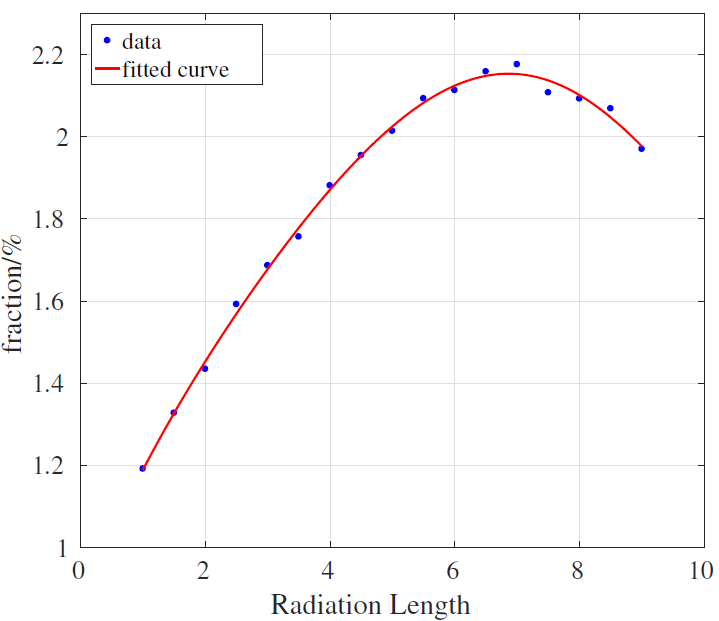 data
fitted curve
2.2
2
1.8
1.6
1.4
1.2
1
fraction/%
0 2 4 6 8 10
Radiation Length